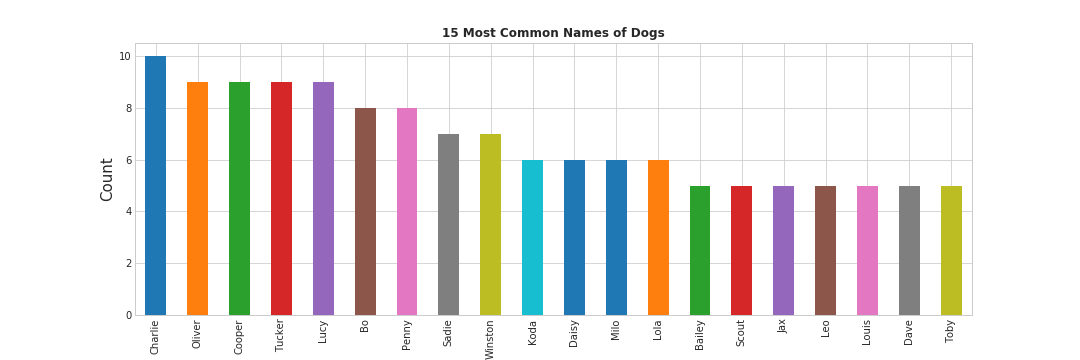 15 Most Common Names of Dogs
10
8
6
4
2
0
Count
Charlie
Oliver
Cooper
Tucker
Lucy
Bo
Penny
Sadie
Winston
Koda
Daisy
Milo
Lola
Bailey
Scout
Jax
Leo
Louis
Dave
Toby